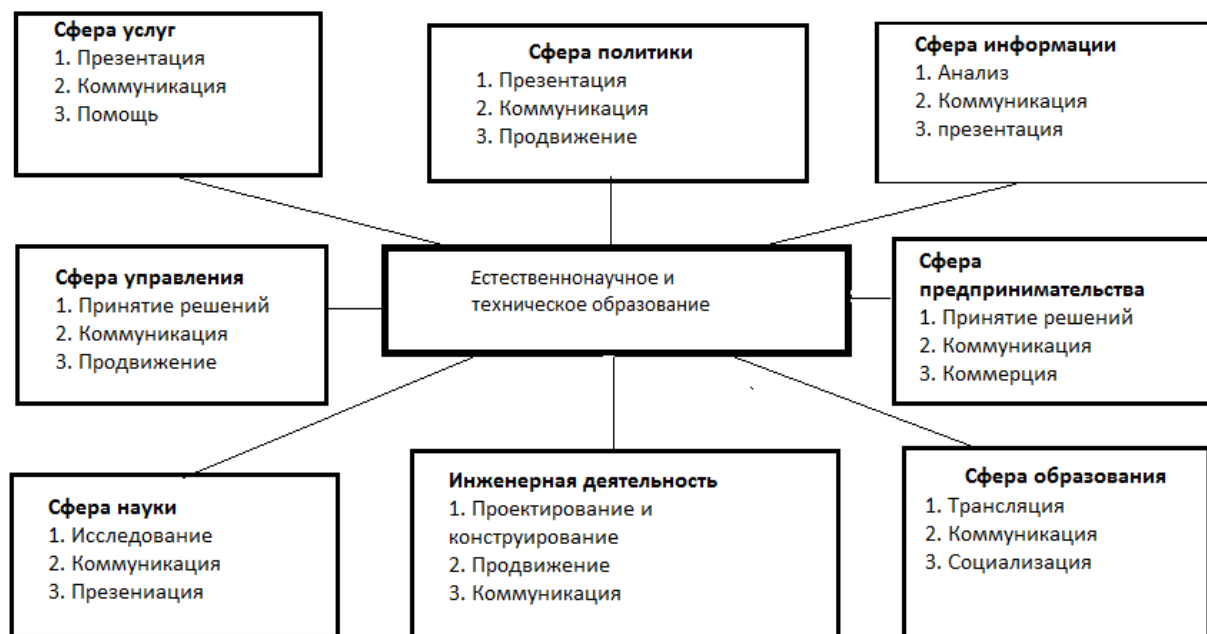 Сфера услуг
1. Презентация
2. Коммуникация
3. Помощь
Сфера политики
1. Презентация
2. Коммуникация
3. Продвижение
Сфера информации
1. Анализ
2. Коммуникация
3. презентация
Сфера управления
1. Принятие решений
2. Коммуникация
3. Продвижение
Естественнонаучное и
техническое образование
Сфера
предпринимательства
1. Принятие решений
2. Коммуникация
3. Коммерция
Сфера науки
1. Исследование
2. Коммуникация
3. Презениация
Инженерная деятельность
1. Проектирование и
конструирование
2. Продвижение
3. Коммуникация
Сфера образования
1. Трансляция
2. Коммуникация
3. Социализация